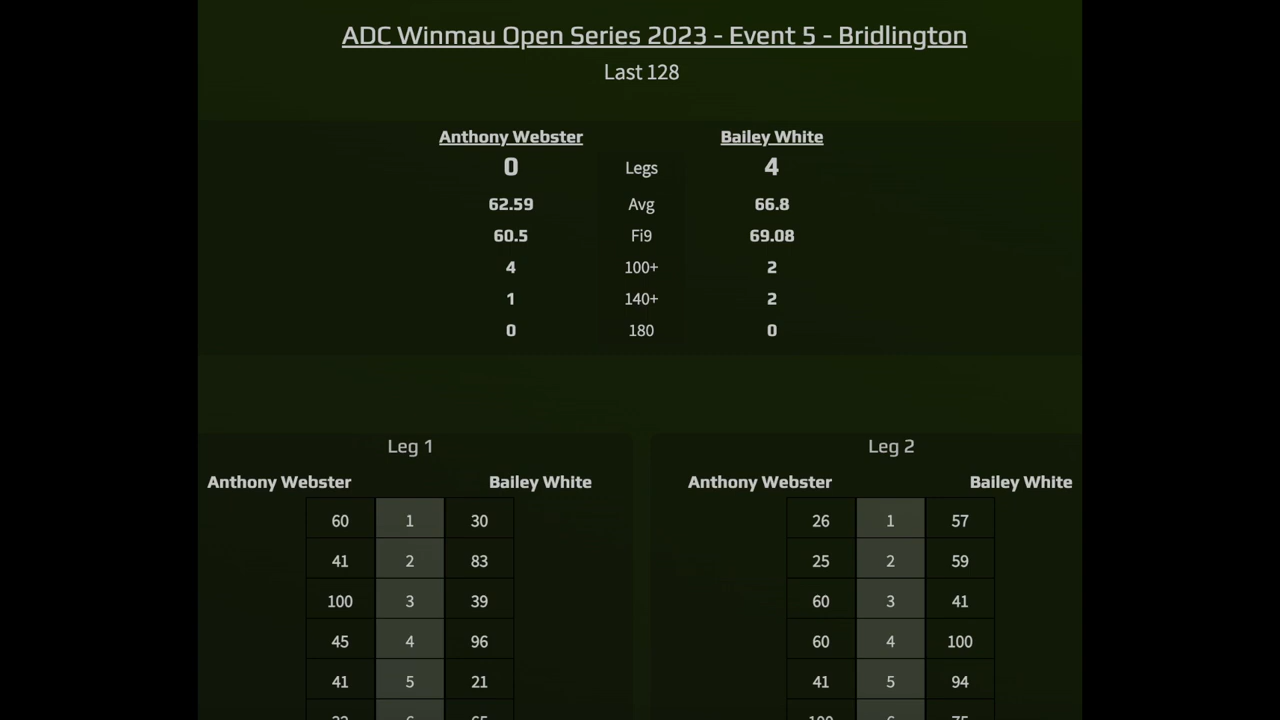 ADC Winmau Open Series 2023 - Event 5 - Bridlington
Last 128
Anthony Webster Bailey White
0 Legs 4
62.59 Avg 66.8
60.5 Fi9 69.08
4 100+ 2
1 140+ 2
0 180 0
Leg 1
Anthony Webster Bailey White
60 1 30
41 2 83
100 3 39
45 4 96
41 5 21
Leg 2
Anthony Webster Bailey White
26 1 57
25 2 59
60 3 41
60 4 100
41 5 94